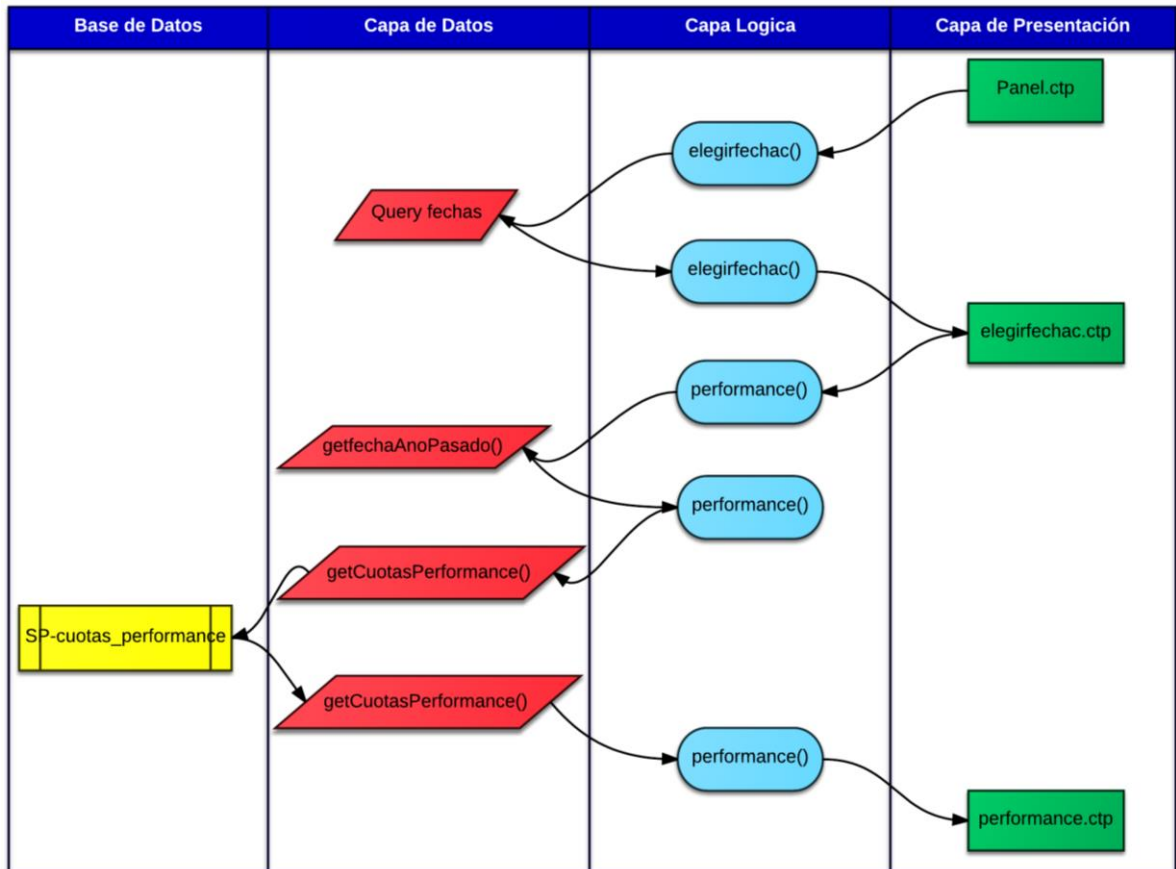 Base de Datos
Capa de Datos
Capa Logica
Capa de Presentación
Panel.ctp
elegirfechac()
Query fechas
elegirfechac()
elegirfechac.ctp
performance()
getfechaAnoPasado()
performance()
getCuotasPerformance()
SP-cuotas_performance
getCuotasPerformance()
performance()
performance.ctp